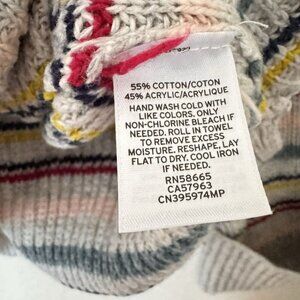 55% COTTON/COTON
45% ACRYLIC/ACRYLIQUE
HAND WASH COLD WITH
LIKE COLORS. ONLY
NON-CHLORINE BLEACH IF
NEEDED. ROLL IN TOWEL
TO REMOVE EXCESS
MOISTURE. RESHAPE, LAY
FLAT TO DRY. COOL IRON
IF NEEDED.
RN58665
CA57963
CN395974MP